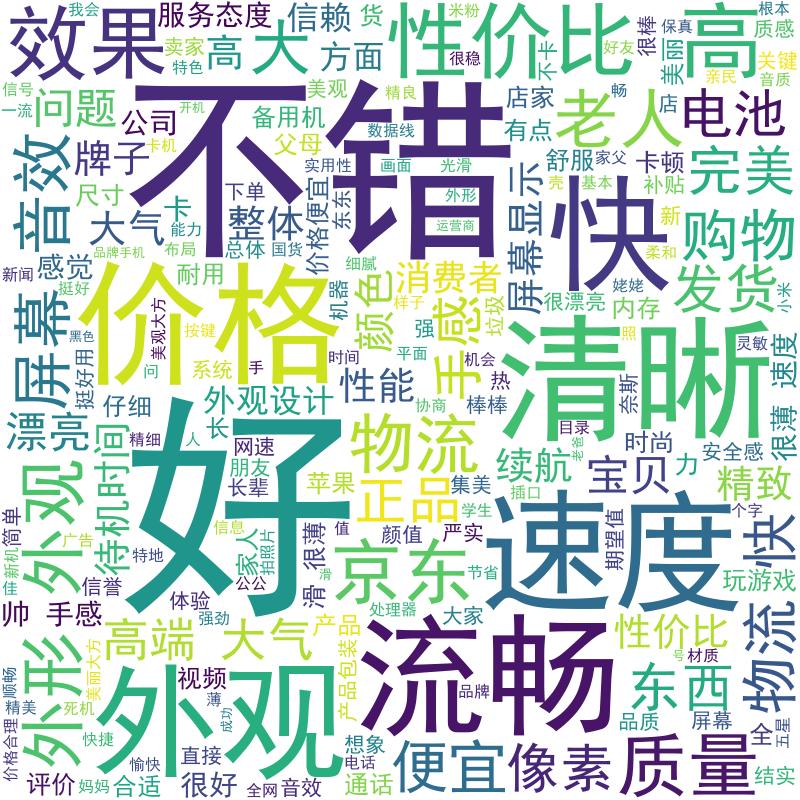 我会
服务态度
信赖
货
米粉
很稳
很棒
根本
质感
效果
卖家
特色
高
大
方面
性价比
不卡
好友
美丽
保真
高
关键
亲民
音质
信号
一流
问题
开机
美观
精良
店家
畅
店
公司
卡机
备用机
父母
数据线
有点
老人
电池
音效
牌子
不错
实用性
画面
光滑
舒服
家父
卡顿
完美
尺寸
下单
东东
外形
壳
基本
补贴
大气
卡
能力
整体
价格便宜
运营商
屏幕显示
快
新
购物
新闻
感觉
品牌手机
布局
总体
国货
细腻
柔和
挺好
耐用
机器
颜色
消费者
很漂亮
姥姥
内存
发货
小米
屏幕
黑色
美观大方
按键
价格
样子
强
手感
垃圾
照
灵敏
速度
挺好用
问
系统
手
时间
平面
机会
热
清晰
奈斯
很薄
漂亮
仔细
外观设计
性能
协商
棒棒
目录
时尚
安全感
精细
人
长
网速
物流
老爸
续航
宝贝
力
外观
待机时间
好
朋友
长辈
苹果
正品
集美
插口
精致
简单
广告
信息
值
学生
速度
期望值
个字
快
佳
新机
特地
家人
拍照片
很薄
颜值
严实
信誉
公公
滑
滑
京东
节省
玩游戏
帅
手感
体验
强劲
处理器
大家
物流
外形
高端
大气
产品
流畅
性价比
顺畅
精美
美丽大方
视频
产品包装
号
材质
价格合理
死机
外观
薄
成功
品牌
东西
品质
屏幕
全
五星
快捷
愉快
直接
想象
电话
便宜
像素
质量
评价
妈妈
合适
很好
全网
音效
通话
结实